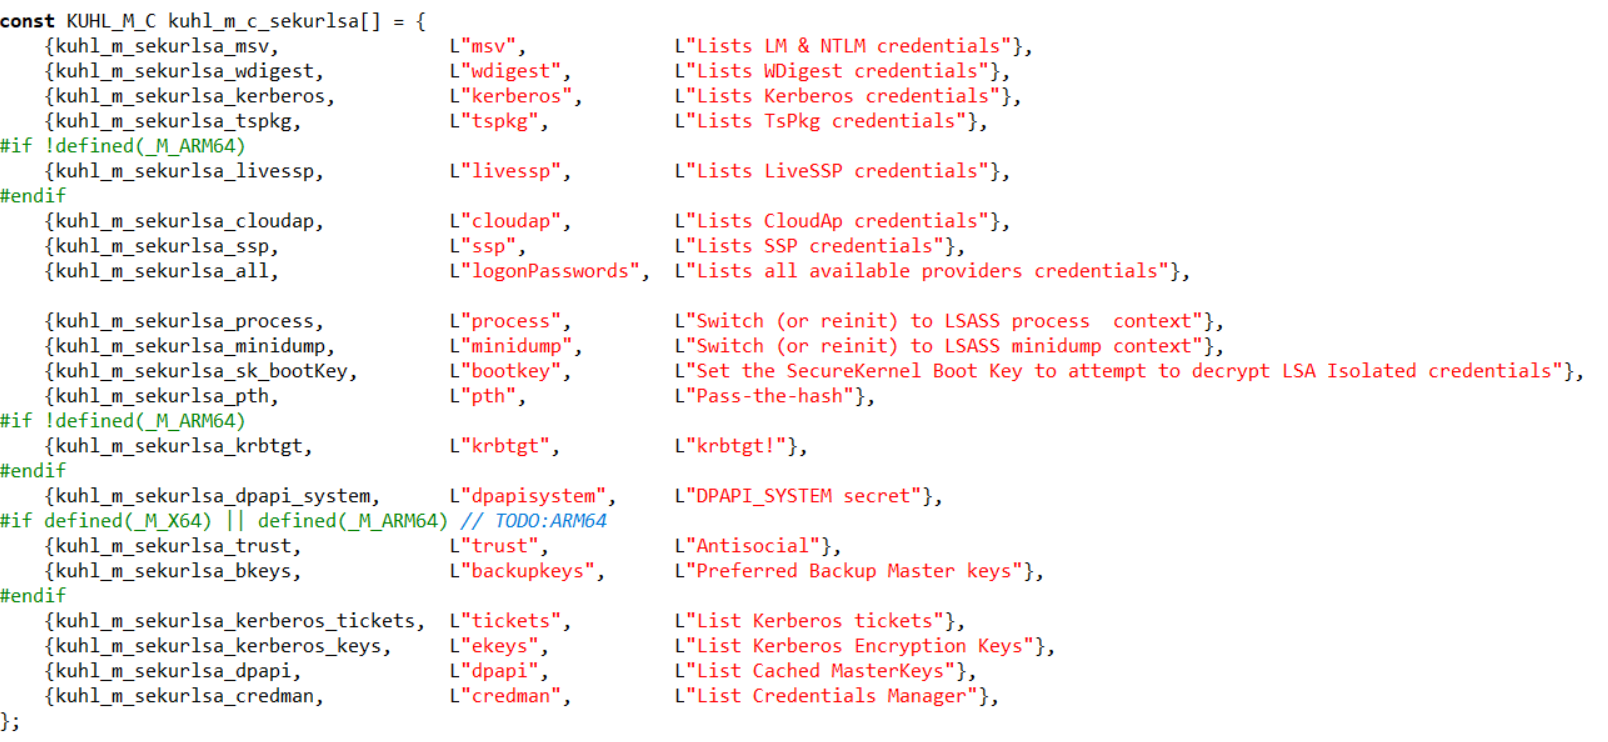 const KUHL_M_C kuhl_m_c_sekurlsa[] = {
    {kuhl_m_sekurlsa_msv,               L"msv",             L"Lists LM & NTLM credentials"},
    {kuhl_m_sekurlsa_wdigest,           L"wdigest",         L"Lists WDigest credentials"},
    {kuhl_m_sekurlsa_kerberos,          L"kerberos",        L"Lists Kerberos credentials"},
    {kuhl_m_sekurlsa_tspkg,             L"tspkg",           L"Lists TsPkg credentials"},
#if !defined(_M_ARM64)
    {kuhl_m_sekurlsa_livessp,           L"livessp",         L"Lists LiveSSP credentials"},
#endif
    {kuhl_m_sekurlsa_cloudap,           L"cloudap",         L"Lists CloudAp credentials"},
    {kuhl_m_sekurlsa_ssp,               L"ssp",             L"Lists SSP credentials"},
    {kuhl_m_sekurlsa_all,               L"logonPasswords",  L"Lists all available providers credentials"},

    {kuhl_m_sekurlsa_process,           L"process",         L"Switch (or reinit) to LSASS process  context"},
    {kuhl_m_sekurlsa_minidump,          L"minidump",        L"Switch (or reinit) to LSASS minidump context"},
    {kuhl_m_sekurlsa_sk_bootKey,        L"bootkey",         L"Set the SecureKernel Boot Key to attempt to decrypt LSA Isolated credentials"},
    {kuhl_m_sekurlsa_pth,               L"pth",             L"Pass-the-hash"},
#if !defined(_M_ARM64)
    {kuhl_m_sekurlsa_krbtgt,            L"krbtgt",          L"krbtgt!"},
#endif
    {kuhl_m_sekurlsa_dpapi_system,      L"dpapisystem",     L"DPAPI_SYSTEM secret"},
#if defined(_M_X64) || defined(_M_ARM64) // TODO:ARM64
    {kuhl_m_sekurlsa_trust,             L"trust",           L"Antisocial"},
    {kuhl_m_sekurlsa_bkeys,             L"backupkeys",      L"Preferred Backup Master keys"},
#endif
    {kuhl_m_sekurlsa_kerberos_tickets,  L"tickets",         L"List Kerberos tickets"},
    {kuhl_m_sekurlsa_kerberos_keys,     L"ekeys",           L"List Kerberos Encryption Keys"},
    {kuhl_m_sekurlsa_dpapi,             L"dpapi",           L"List Cached MasterKeys"},
    {kuhl_m_sekurlsa_credman,           L"credman",         L"List Credentials Manager"},
};